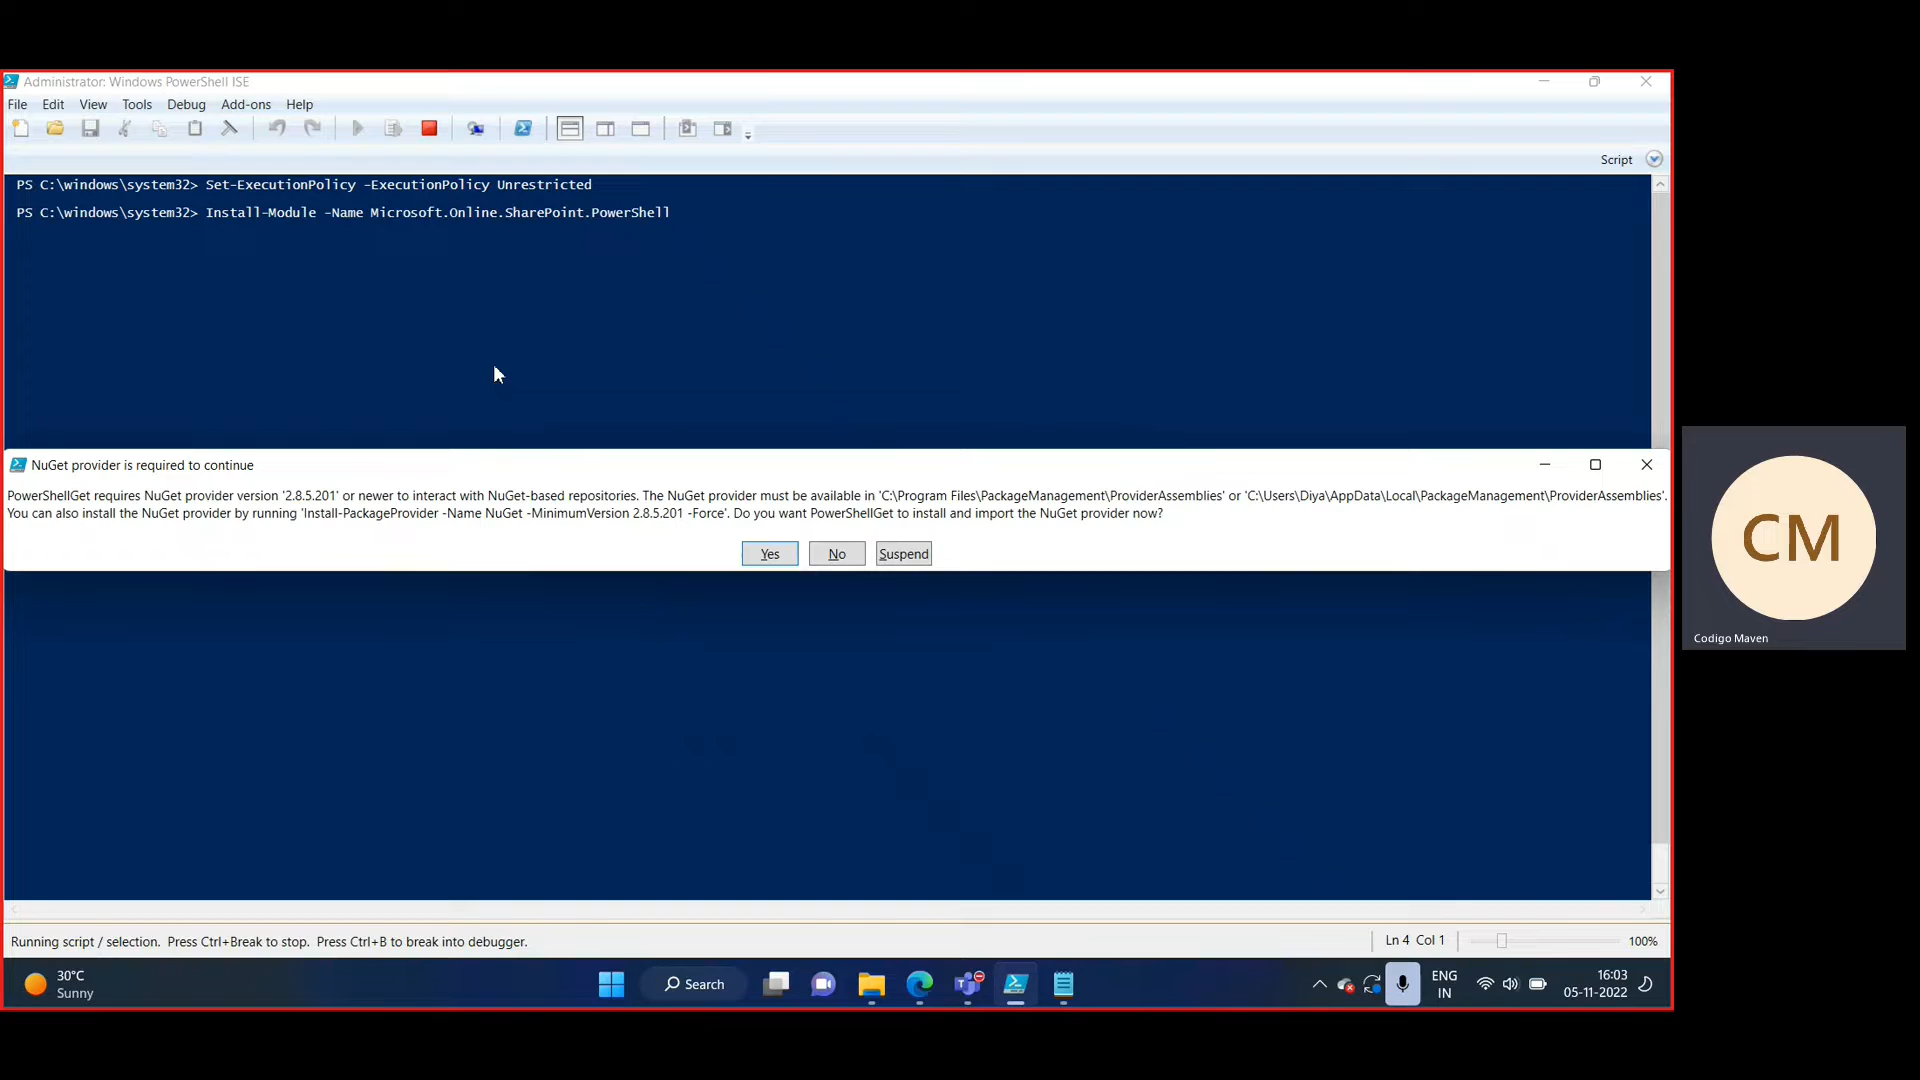 Administrator: Windows PowerShell ISE
File Edit View Tools Debug Add-ons Help
Script
PS C:\windows\system32> Set-ExecutionPolicy -ExecutionPolicy Unrestricted
PS C:\windows\system32> Install-Module -Name Microsoft.Online.SharePoint.PowerShell
NuGet provider is required to continue
PowerShellGet requires NuGet provider version '2.8.5.201' or newer to interact with NuGet-based repositories. The NuGet provider must be available in 'C:\Program Files\PackageManagement\ProviderAssemblies' or 'C:\Users\Diya\AppData\Local\PackageManagement\ProviderAssemblies'.
You can also install the NuGet provider by running 'Install-PackageProvider -Name NuGet -MinimumVersion 2.8.5.201 -Force'. Do you want PowerShellGet to install and import the NuGet provider now?
Yes No Suspend
CM
Codigo Maven
Running script / selection. Press Ctrl+Break to stop. Press Ctrl+B to break into debugger.
Ln 4 Col 1
100%
30°C
Sunny
Search
ENG
IN
16:03
05-11-2022